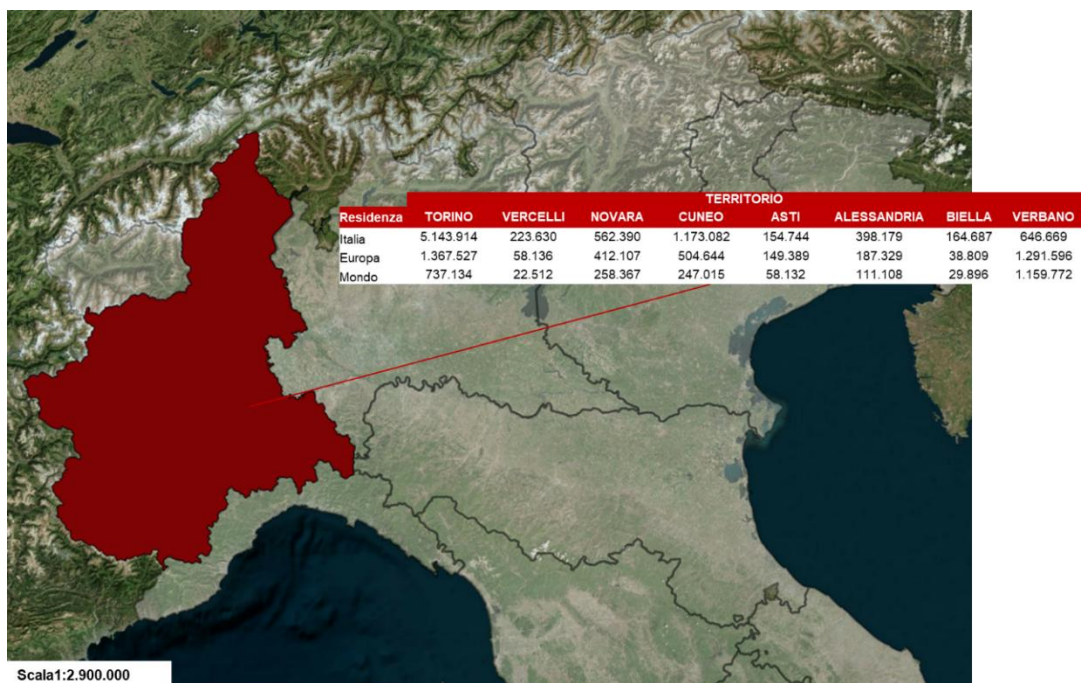 TERRITORIO
Residenza TORINO VERCELLI NOVARA CUNEO ASTI ALESSANDRIA BIELLA VERBANO
Italia 5.143.914 223.630 562.390 1.173.082 154.744 398.179 164.687 646.669
Europa 1.367.527 58.136 412.107 504.644 149.389 187.329 38.809 1.291.596
Mondo 737.134 22.512 258.367 247.015 58.132 111.108 29.896 1.159.772
Scala1:2.900.000